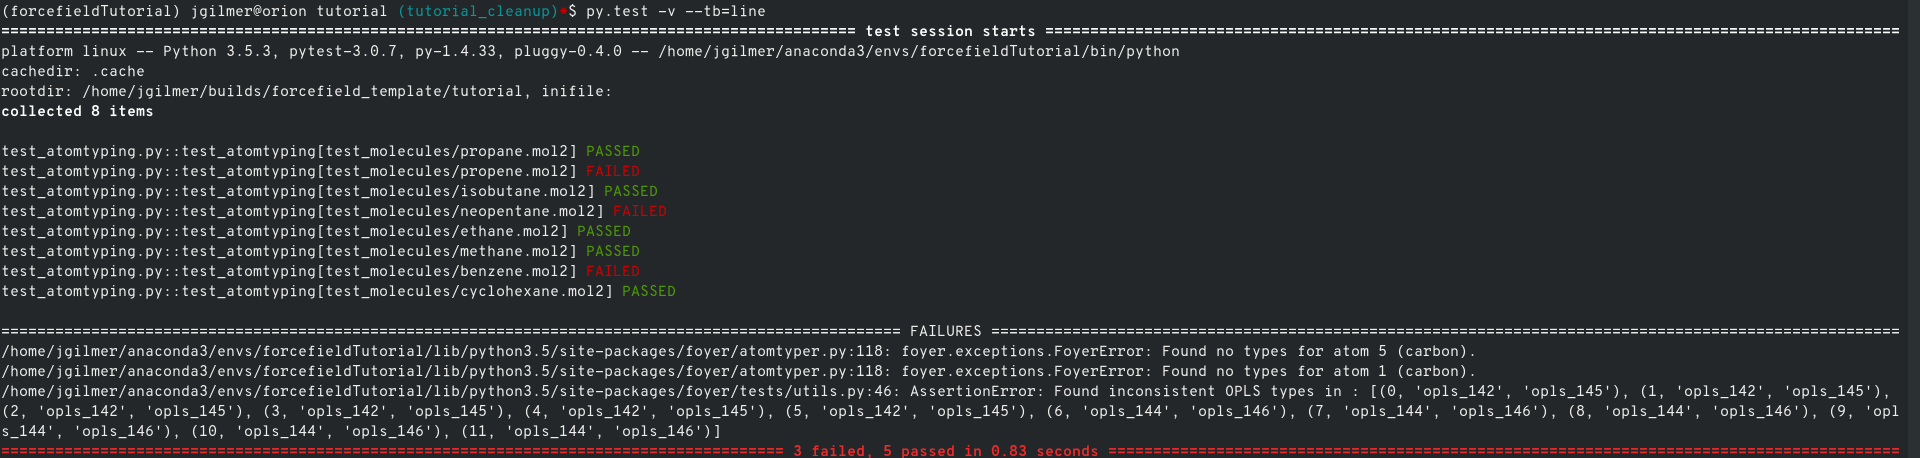 (forcefieldTutorial) jgilmer@orion tutorial (tutorial_cleanup)•$ py.test -v --tb=line
=============================================================================================== test session starts ===============================================================================================
platform linux -- Python 3.5.3, pytest-3.0.7, py-1.4.33, pluggy-0.4.0 -- /home/jgilmer/anaconda3/envs/forcefieldTutorial/bin/python
cachedir: .cache
rootdir: /home/jgilmer/builds/forcefield_template/tutorial, inifile:
collected 8 items
test_atomtyping.py::test_atomtyping[test_molecules/propane.mol2] PASSED
test_atomtyping.py::test_atomtyping[test_molecules/propene.mol2] FAILED
test_atomtyping.py::test_atomtyping[test_molecules/isobutane.mol2] PASSED
test_atomtyping.py::test_atomtyping[test_molecules/neopentane.mol2] FAILED
test_atomtyping.py::test_atomtyping[test_molecules/ethane.mol2] PASSED
test_atomtyping.py::test_atomtyping[test_molecules/methane.mol2] PASSED
test_atomtyping.py::test_atomtyping[test_molecules/benzene.mol2] FAILED
test_atomtyping.py::test_atomtyping[test_molecules/cyclohexane.mol2] PASSED
==================================================================================================== FAILURES =====================================================================================================
/home/jgilmer/anaconda3/envs/forcefieldTutorial/lib/python3.5/site-packages/foyer/atomtyper.py:118: foyer.exceptions.FoyerError: Found no types for atom 5 (carbon).
/home/jgilmer/anaconda3/envs/forcefieldTutorial/lib/python3.5/site-packages/foyer/atomtyper.py:118: foyer.exceptions.FoyerError: Found no types for atom 1 (carbon).
/home/jgilmer/anaconda3/envs/forcefieldTutorial/lib/python3.5/site-packages/foyer/tests/utils.py:46: AssertionError: Found inconsistent OPLS types in : [(0, 'opls_142', 'opls_145'), (1, 'opls_142', 'opls_145'),
(2, 'opls_142', 'opls_145'), (3, 'opls_142', 'opls_145'), (4, 'opls_142', 'opls_145'), (5, 'opls_142', 'opls_145'), (6, 'opls_144', 'opls_146'), (7, 'opls_144', 'opls_146'), (8, 'opls_144', 'opls_146'), (9, 'opl
s_144', 'opls_146'), (10, 'opls_144', 'opls_146'), (11, 'opls_144', 'opls_146')]
======================================================================================= 3 failed, 5 passed in 0.83 seconds ========================================================================================